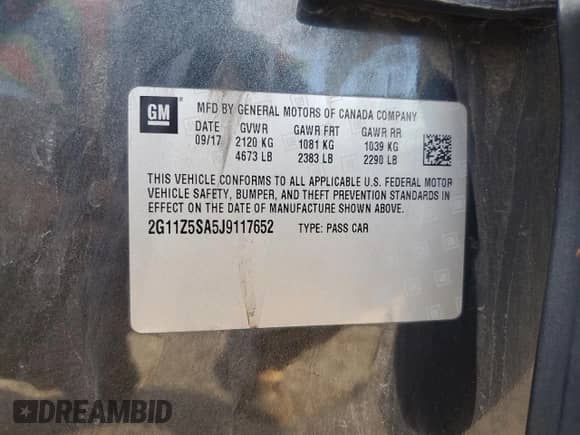 GM
MFD BY GENERAL MOTORS OF CANADA COMPANY
DATE GVWR GAWR FRT GAWR RR
09/17 2120 KG 1081 KG 1039 KG
4673 LB 2383 LB 2290 LB
THIS VEHICLE CONFORMS TO ALL APPLICABLE U.S. FEDERAL MOTOR
VEHICLE SAFETY, BUMPER, AND THEFT PREVENTION STANDARDS IN
EFFECT ON THE DATE OF MANUFACTURE SHOWN ABOVE.
2G11Z5SA5J9117652 TYPE: PASS CAR
DREAMBID